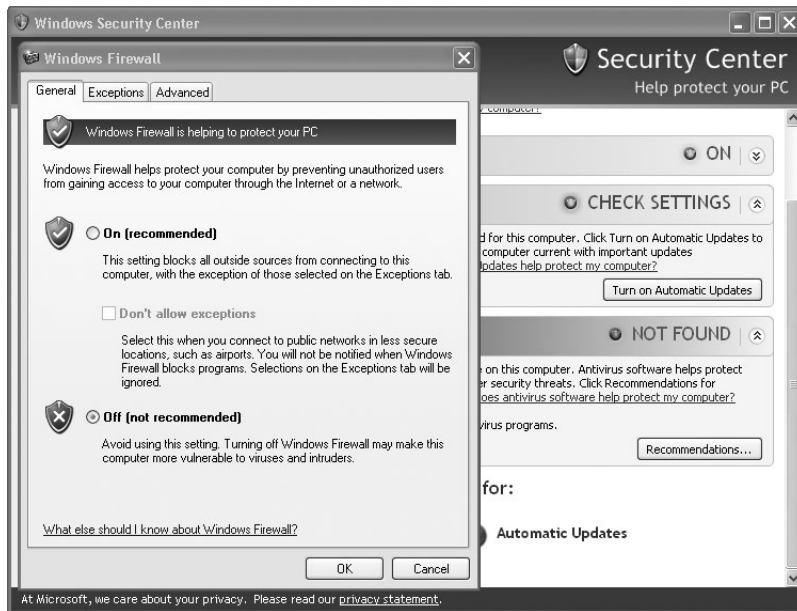 Windows Security Center
Windows Firewall
General Exceptions Advanced
Windows Firewall is helping to protect your PC
Windows Firewall helps protect your computer by preventing unauthorized users
from gaining access to your computer through the Internet or a network.
On (recommended)
This setting blocks all outside sources from connecting to this
computer, with the exception of those selected on the Exceptions tab.
Don't allow exceptions
Select this when you connect to public networks in less secure
locations, such as airports. You will not be notified when Windows
Firewall blocks programs. Selections on the Exceptions tab will be
ignored.
Off (not recommended)
Avoid using this setting. Turning off Windows Firewall may make this
computer more vulnerable to viruses and intruders.
What else should I know about Windows Firewall?
OK Cancel
Security Center
Help protect your PC
computer?
ON
CHECK SETTINGS
d for this computer. Click Turn on Automatic Updates to
computer current with important updates
Updates help protect my computer?
Turn on Automatic Updates
NOT FOUND
on this computer. Antivirus software helps protect
er security threats. Click Recommendations for
oes antivirus software help protect my computer?
virus programs.
Recommendations...
for:
Automatic Updates
At Microsoft, we care about your privacy. Please read our privacy statement.